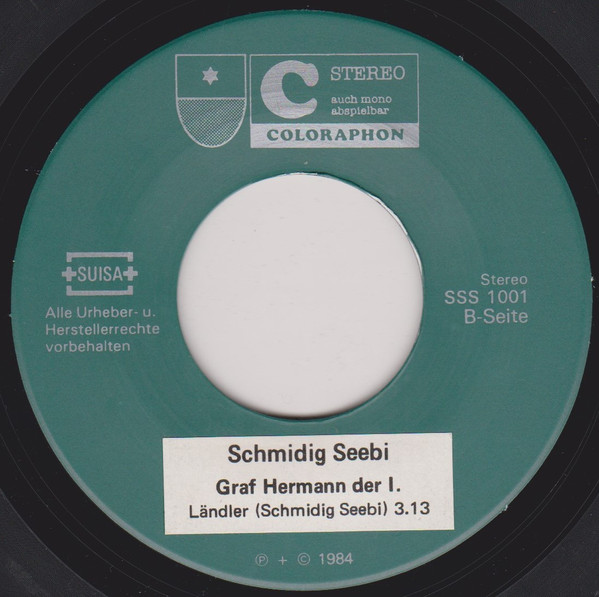 C
STEREO
auch mono
abspielbar
COLORAPHON
+SUISA+
Alle Urheber- u.
Herstellerrechte
vorbehalten
Stereo
SSS 1001
B-Seite
Schmidig Seebi
Graf Hermann der I.
Ländler (Schmidig Seebi) 3.13
℗ + © 1984